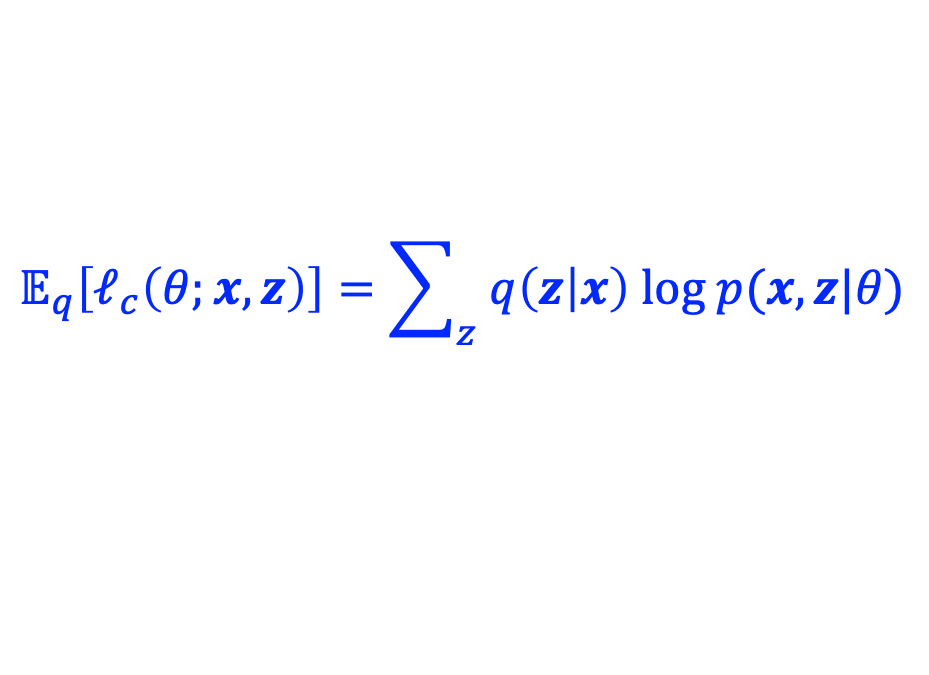 𝔼_q[ℓ_c(θ; 𝒙, 𝒛)] = ∑_z q(𝒛|𝒙) log p(𝒙, 𝒛|θ)